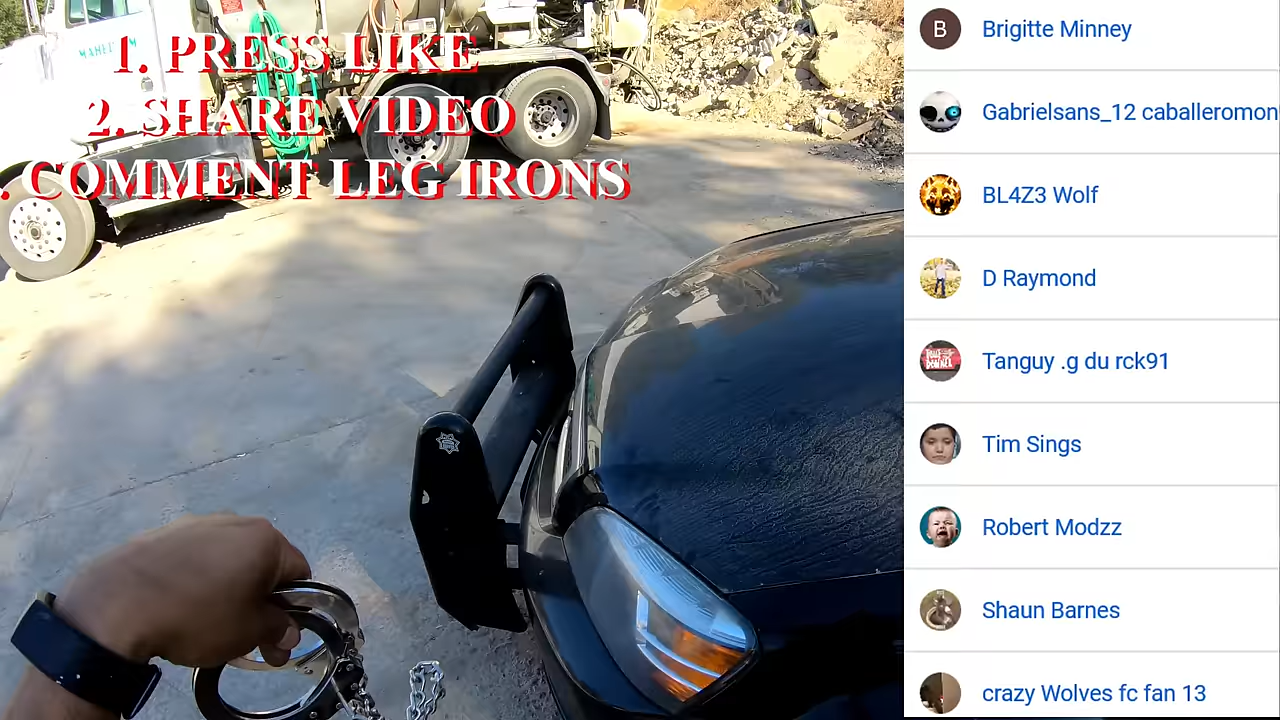 1. PRESS LIKE
2. SHARE VIDEO
. COMMENT LEG IRONS
B
Brigitte Minney
Gabrielsans_12 caballeromon
BL4Z3 Wolf
D Raymond
Tanguy .g du rck91
Tim Sings
Robert Modzz
Shaun Barnes
crazy Wolves fc fan 13